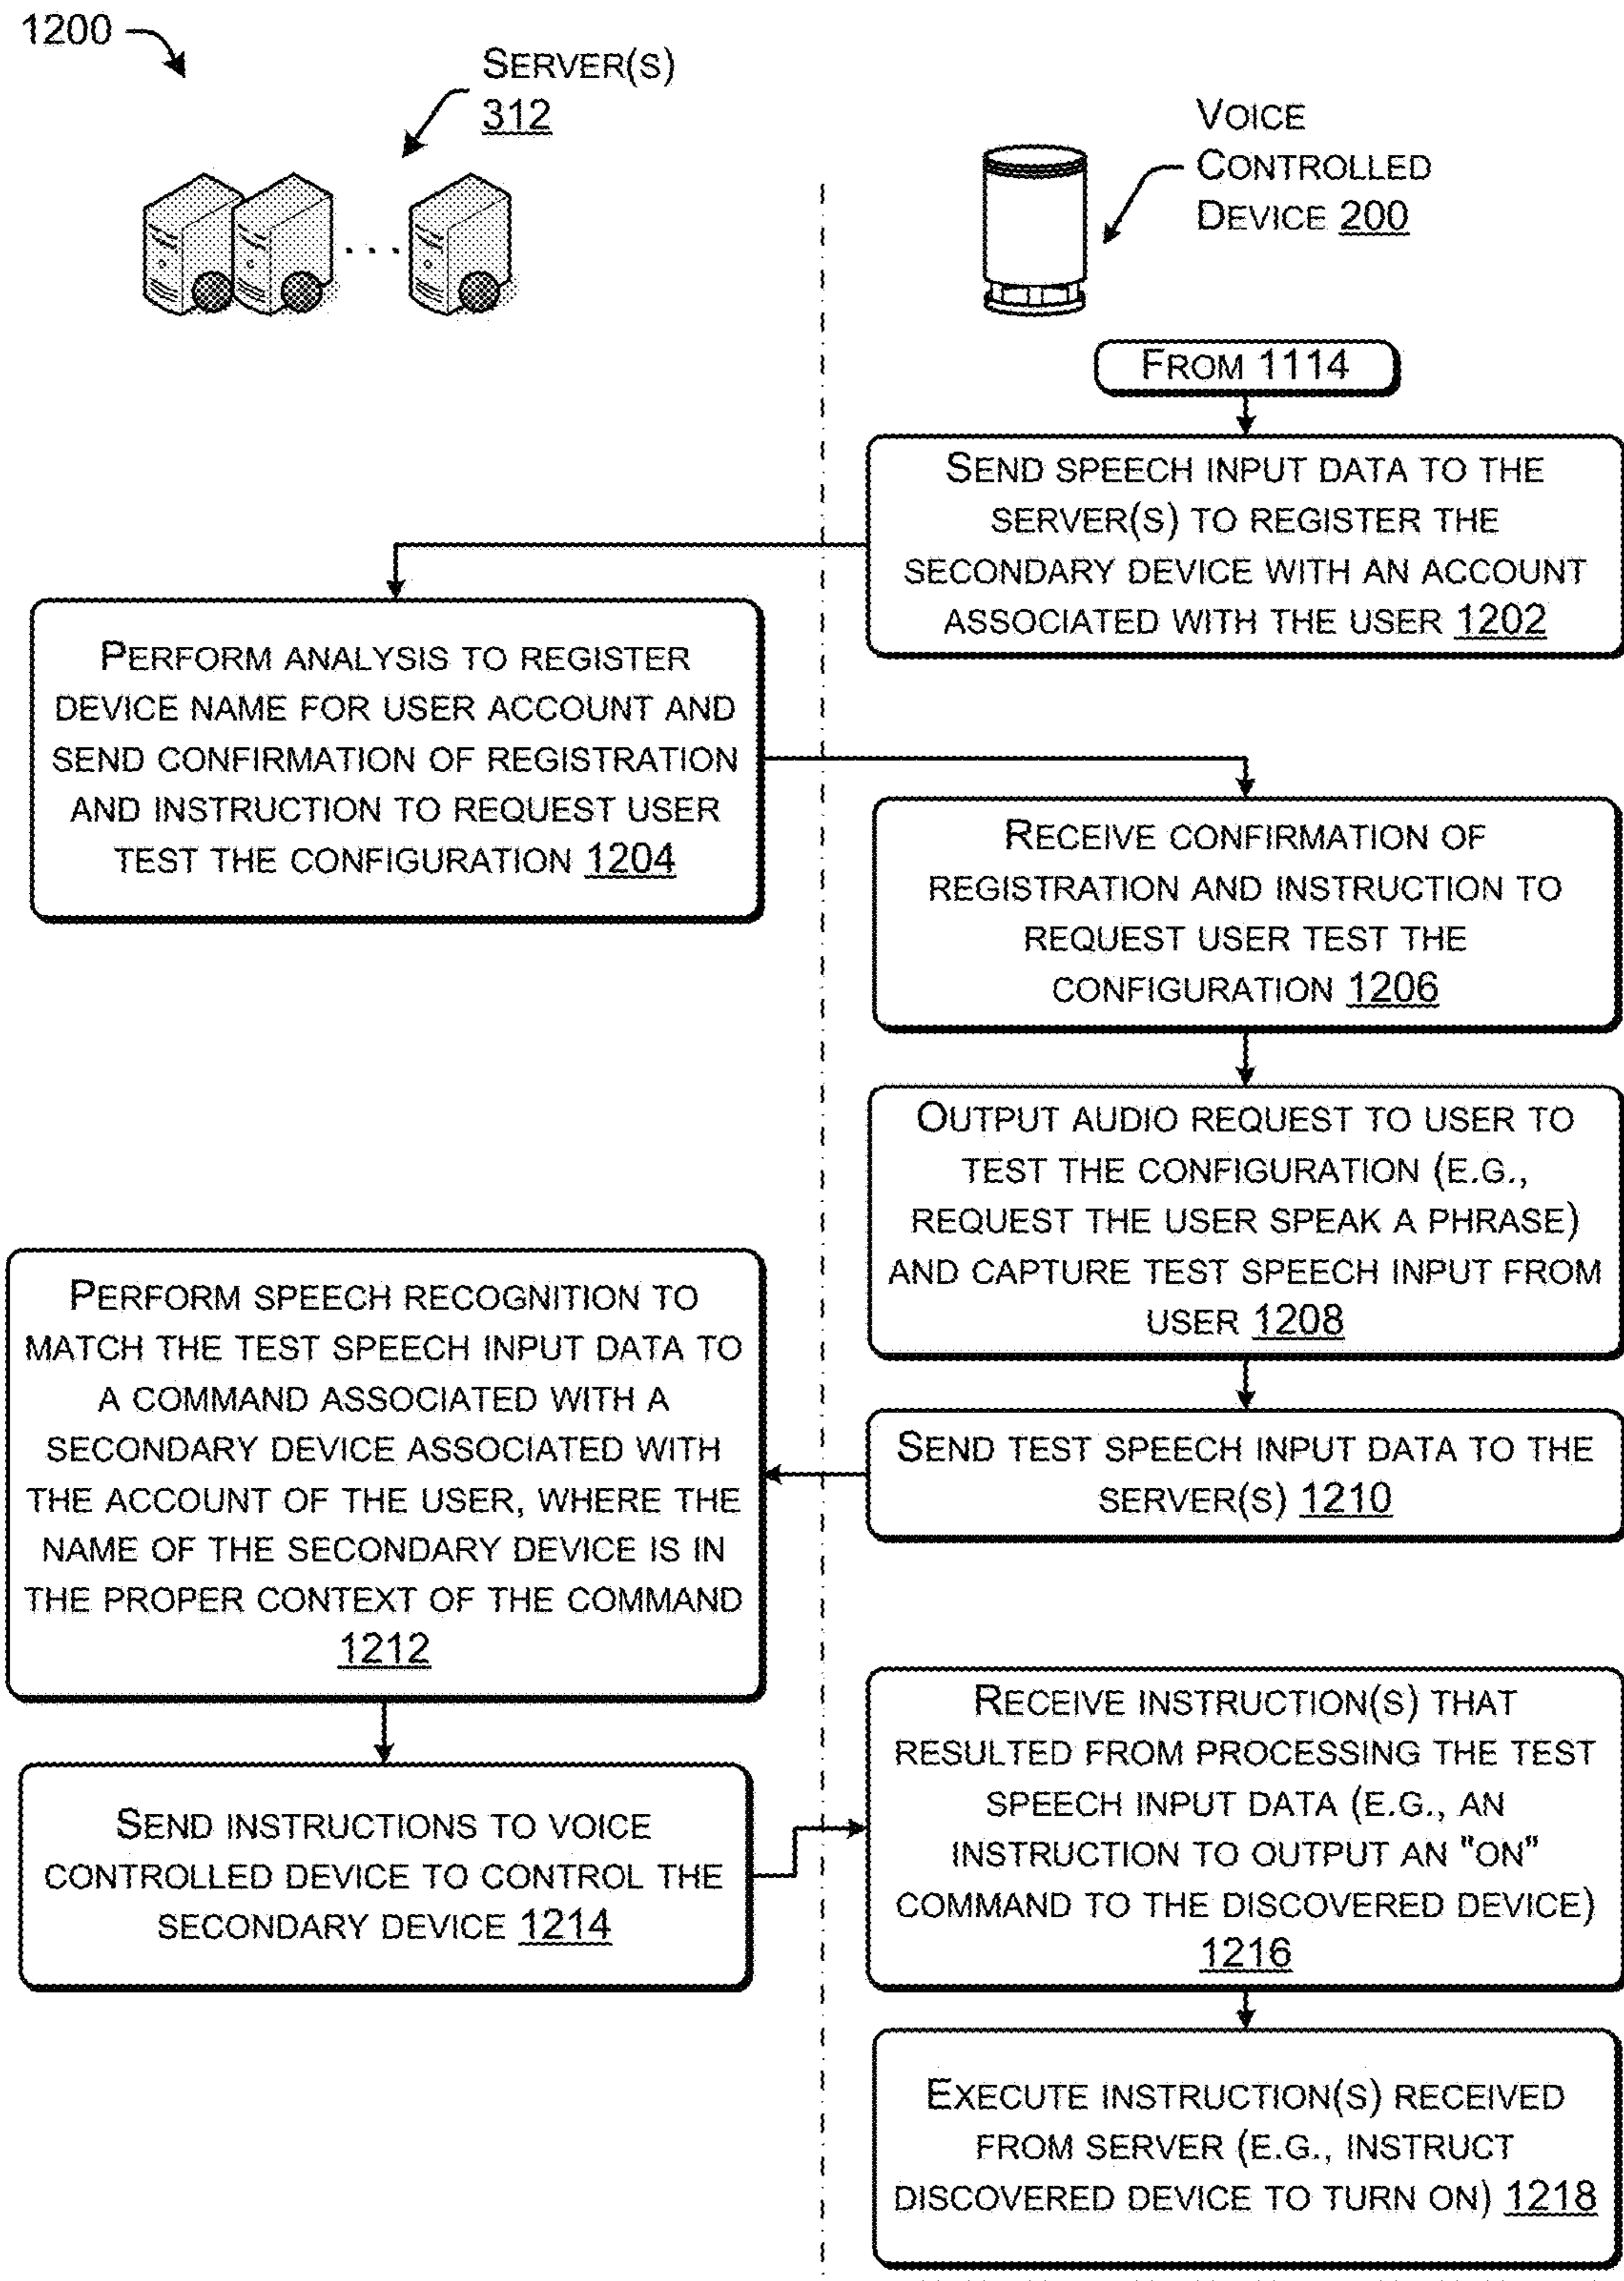 1200
SERVER(S)
312
VOICE
CONTROLLED
DEVICE 200
FROM 1114
SEND SPEECH INPUT DATA TO THE
SERVER(S) TO REGISTER THE
SECONDARY DEVICE WITH AN ACCOUNT
ASSOCIATED WITH THE USER 1202
PERFORM ANALYSIS TO REGISTER
DEVICE NAME FOR USER ACCOUNT AND
SEND CONFIRMATION OF REGISTRATION
AND INSTRUCTION TO REQUEST USER
TEST THE CONFIGURATION 1204
RECEIVE CONFIRMATION OF
REGISTRATION AND INSTRUCTION TO
REQUEST USER TEST THE
CONFIGURATION 1206
OUTPUT AUDIO REQUEST TO USER TO
TEST THE CONFIGURATION (E.G.,
REQUEST THE USER SPEAK A PHRASE)
AND CAPTURE TEST SPEECH INPUT FROM
USER 1208
SEND TEST SPEECH INPUT DATA TO THE
SERVER(S) 1210
PERFORM SPEECH RECOGNITION TO
MATCH THE TEST SPEECH INPUT DATA TO
A COMMAND ASSOCIATED WITH A
SECONDARY DEVICE ASSOCIATED WITH
THE ACCOUNT OF THE USER, WHERE THE
NAME OF THE SECONDARY DEVICE IS IN
THE PROPER CONTEXT OF THE COMMAND
1212
SEND INSTRUCTIONS TO VOICE
CONTROLLED DEVICE TO CONTROL THE
SECONDARY DEVICE 1214
RECEIVE INSTRUCTION(S) THAT
RESULTED FROM PROCESSING THE TEST
SPEECH INPUT DATA (E.G., AN
INSTRUCTION TO OUTPUT AN "ON"
COMMAND TO THE DISCOVERED DEVICE)
1216
EXECUTE INSTRUCTION(S) RECEIVED
FROM SERVER (E.G., INSTRUCT
DISCOVERED DEVICE TO TURN ON) 1218